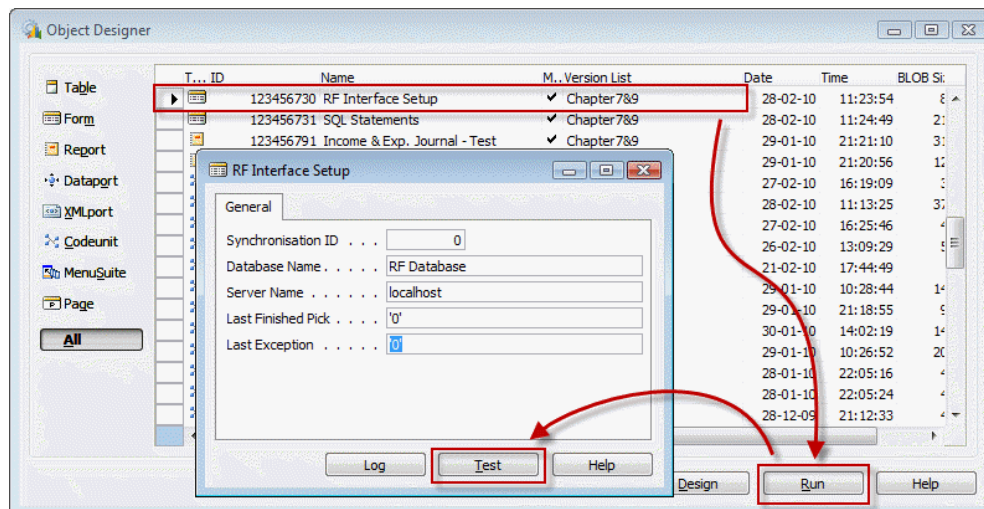 Object Designer
T... ID Name M.. Version List Date Time BLOB Si:
Table
Form
Report
Dataport
XMLport
Codeunit
MenuSuite
Page
All
123456730 RF Interface Setup Chapter7&9 28-02-10 11:23:54
123456731 SQL Statements Chapter7&9 28-02-10 11:24:49 2:
123456791 Income & Exp. Journal - Test Chapter7&9 29-01-10 21:21:10 3:
29-01-10 21:20:56 12
27-02-10 16:19:09
28-02-10 11:13:25 37
27-02-10 16:25:46
26-02-10 13:09:29
21-02-10 17:44:49
29-01-10 10:28:44 14
29-01-10 21:18:55
30-01-10 14:02:19 14
29-01-10 10:26:52 20
28-01-10 22:05:16
28-01-10 22:05:24
28-12-09 21:12:33
RF Interface Setup
General
Synchronisation ID . . . 0
Database Name . . . . . RF Database
Server Name . . . . . . . localhost
Last Finished Pick . . . . '0'
Last Exception . . . . . '0'
Log Test Help
Design Run Help